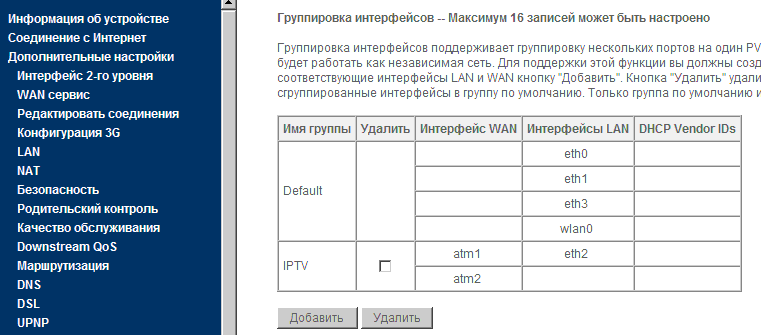 Информация об устройстве
Соединение с Интернет
Дополнительные настройки
Интерфейс 2-го уровня
WAN сервис
Редактировать соединения
Конфигурация 3G
LAN
NAT
Безопасность
Родительский контроль
Качество обслуживания
Downstream QoS
Маршрутизация
DNS
DSL
UPNP
Группировка интерфейсов -- Максимум 16 записей может быть настроено
Группировка интерфейсов поддерживает группировку нескольких портов на один PV
будет работать как независимая сеть. Для поддержки этой функции вы должны созд
соответствующие интерфейсы LAN и WAN кнопку "Добавить". Кнопка "Удалить" удали
сгруппированные интерфейсы в группу по умолчанию. Только группа по умолчанию и
Имя группы Удалить Интерфейс WAN Интерфейсы LAN DHCP Vendor IDs
Default eth0
eth1
eth3
wlan0
IPTV atm1 eth2
atm2
Добавить Удалить